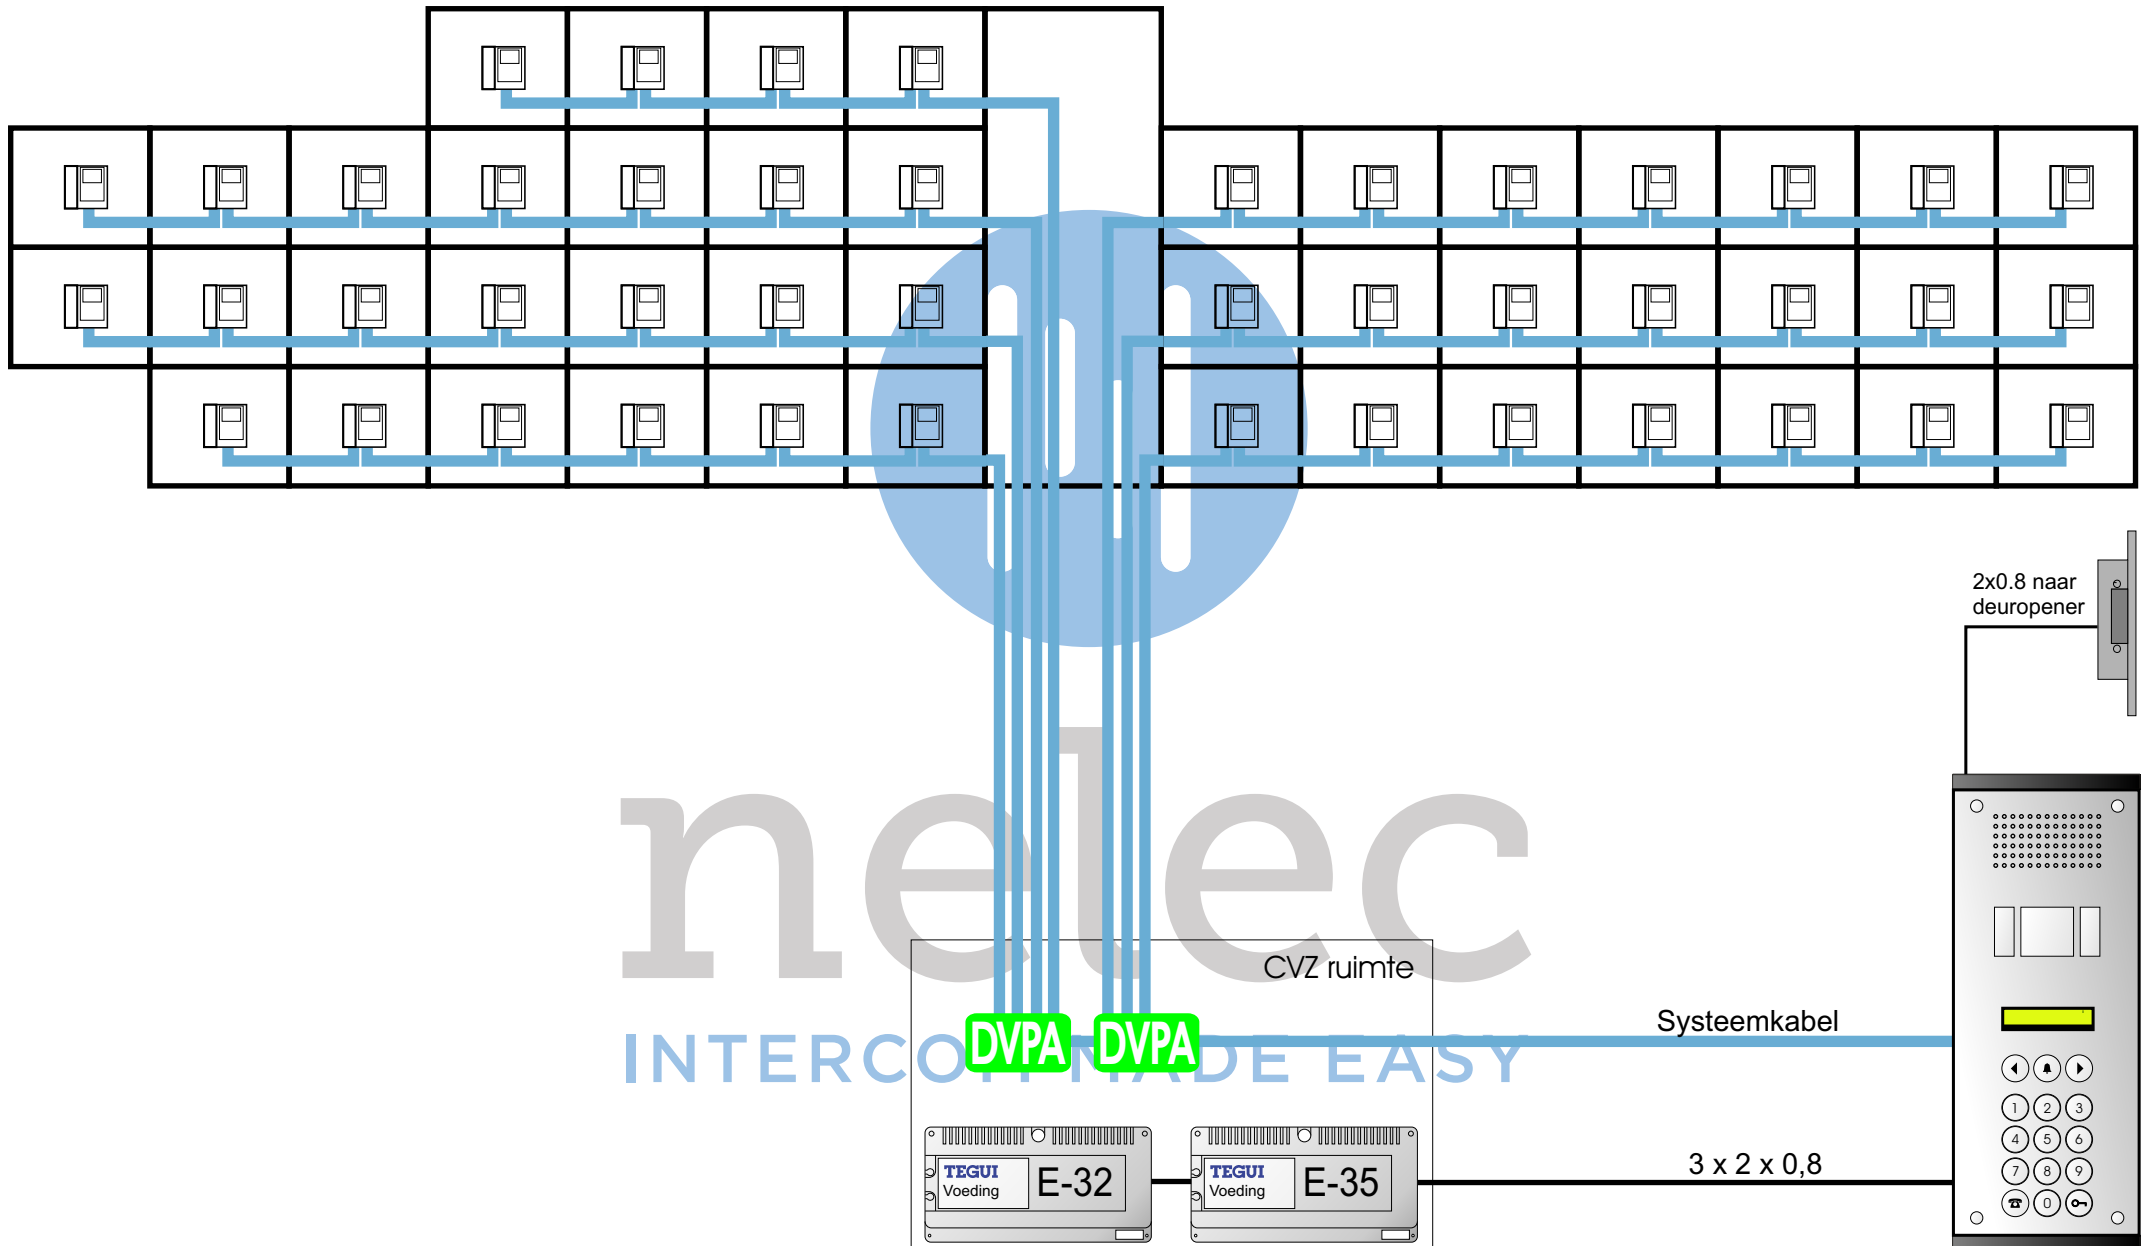 2x0.8 naar
deuropener
nelec
INTERCOM MADE EASY
CVZ ruimte
DVPA DVPA
Systeemkabel
TEGUI
Voeding
E-32
TEGUI
Voeding
E-35
3 x 2 x 0,8
1 2 3
4 5 6
7 8 9
0